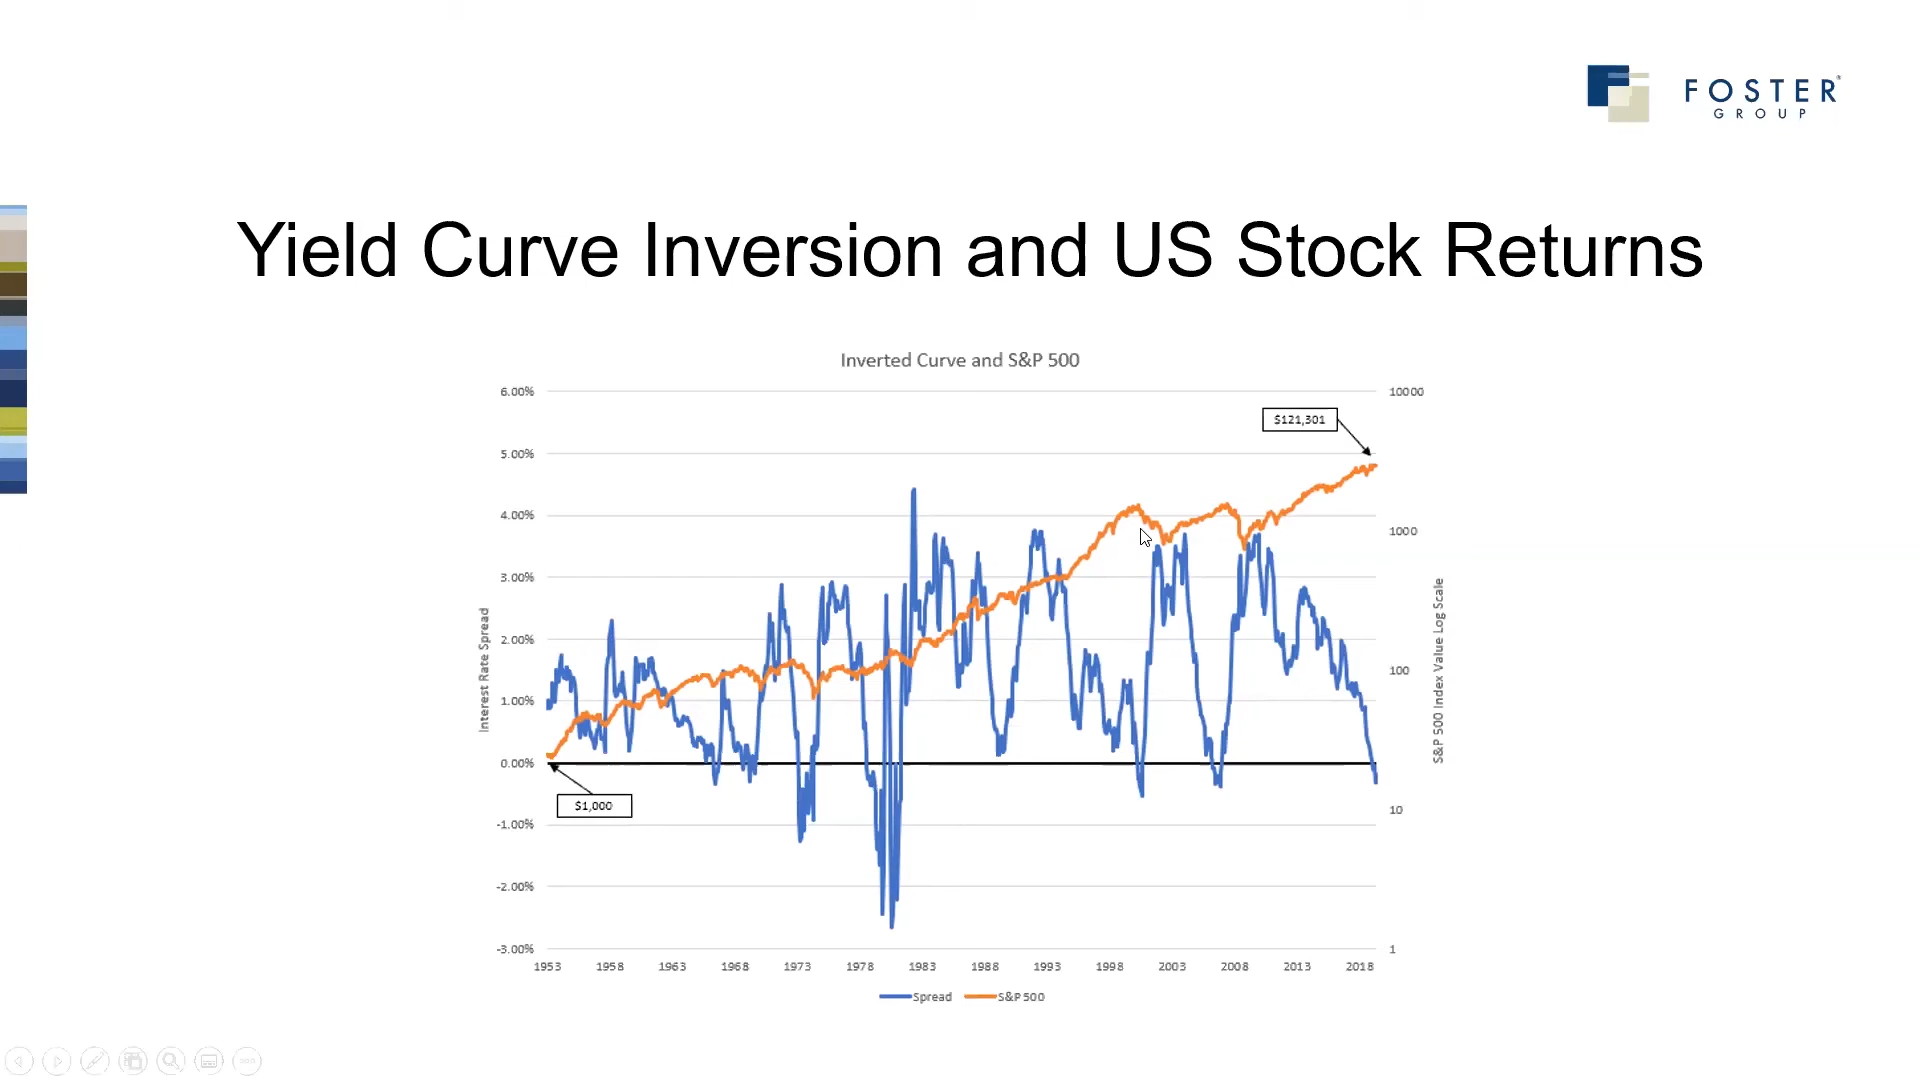 FOSTER®
GROUP
Yield Curve Inversion and US Stock Returns
Inverted Curve and S&P 500
6.00%
5.00%
4.00%
3.00%
2.00%
1.00%
0.00%
-1.00%
-2.00%
-3.00%
Interest Rate Spread
$121,301
$1,000
10000
1000
100
10
1
S&P 500 Index Value Log Scale
1953 1958 1963 1968 1973 1978 1983 1988 1993 1998 2003 2008 2013 2018
Spread S&P 500